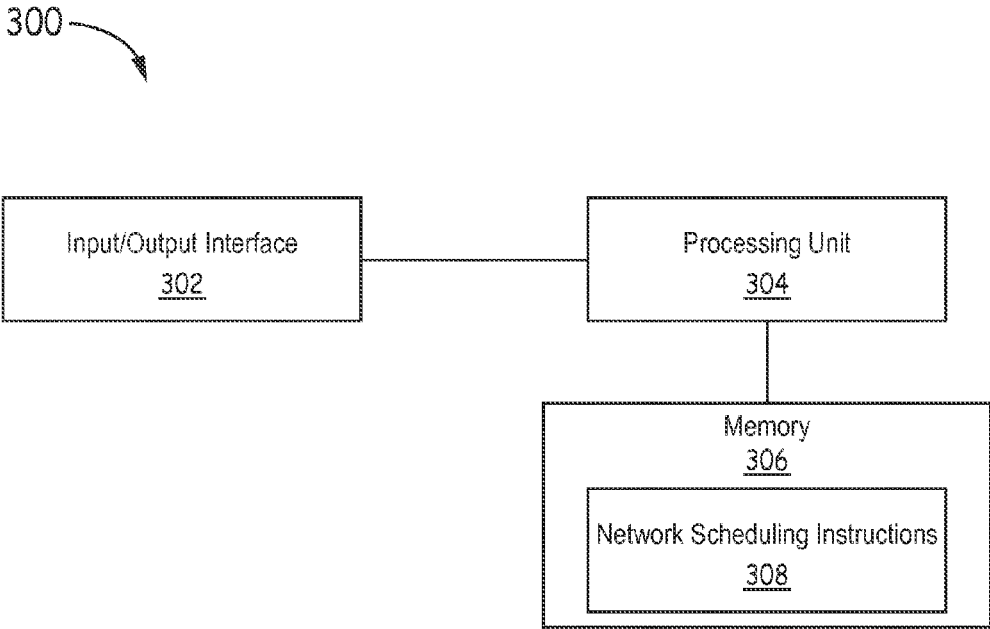 300
Input/Output Interface
302
Processing Unit
304
Memory
306
Network Scheduling Instructions
308